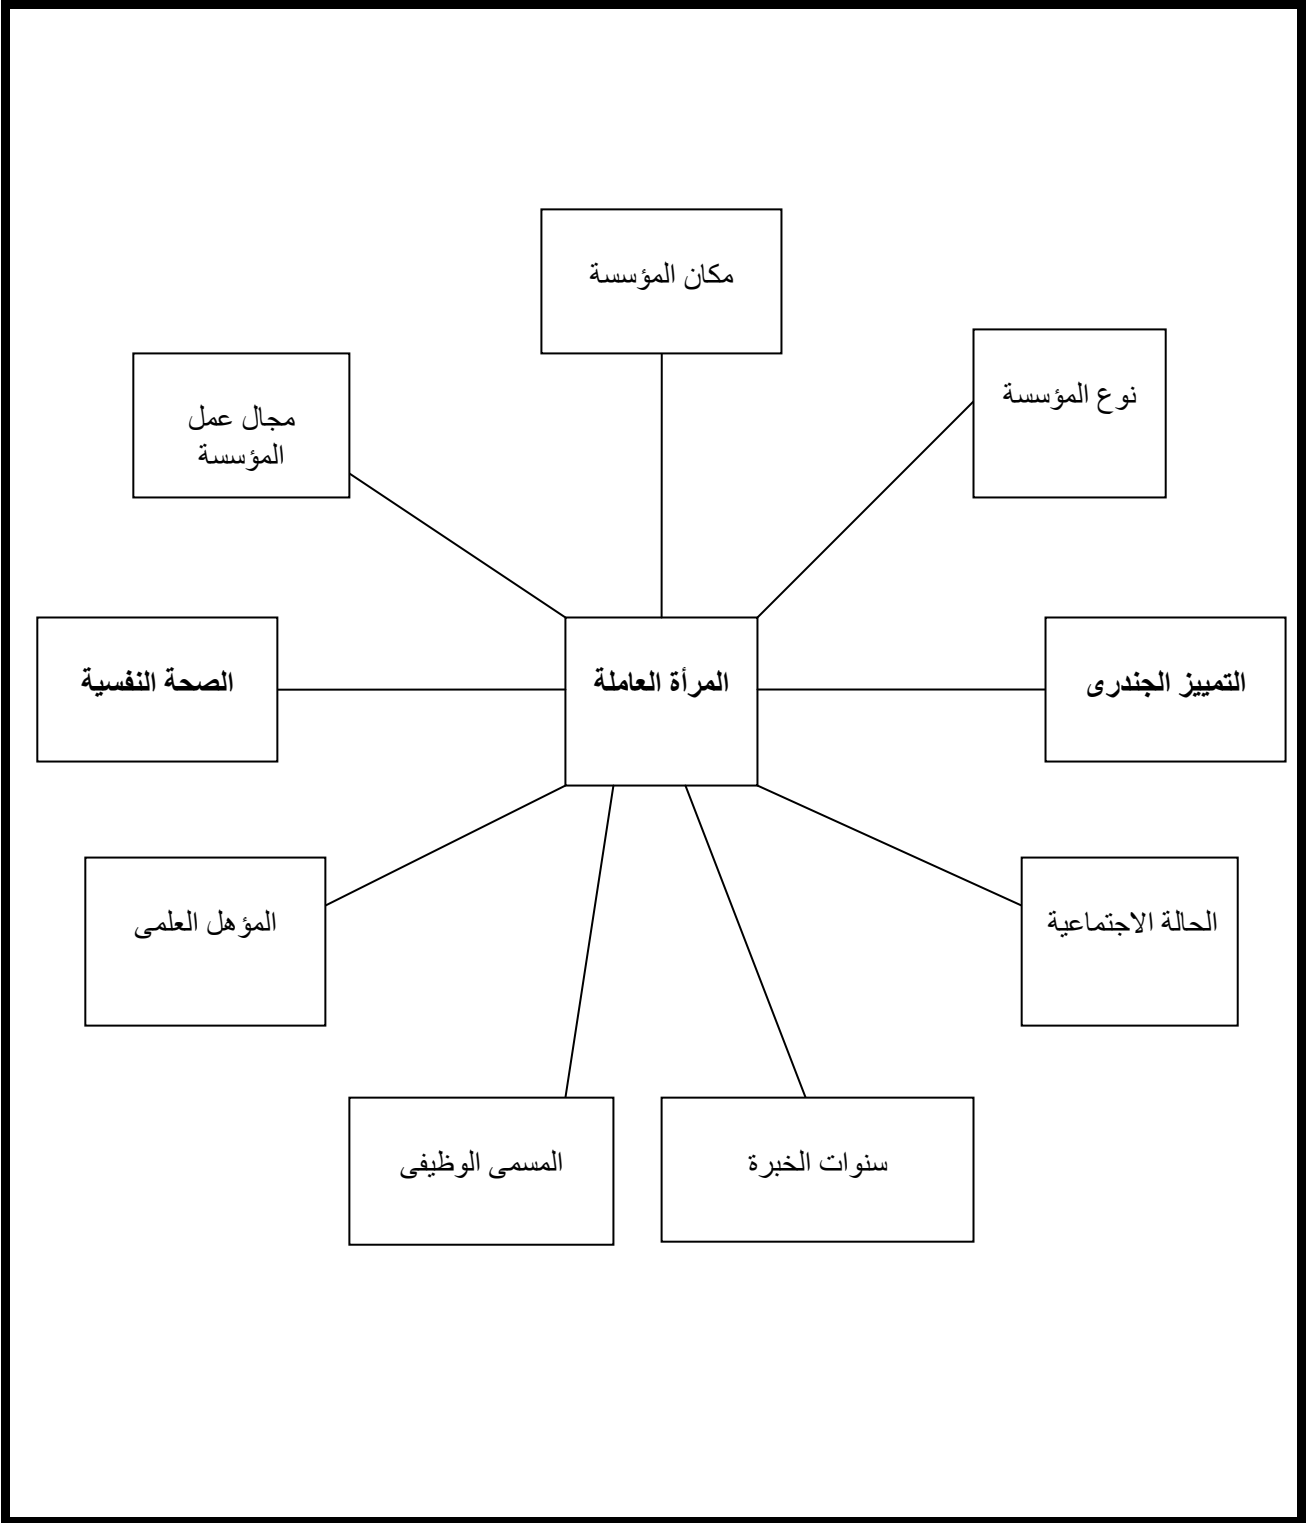 مكان المؤسسة
نوع المؤسسة
مجال عمل
المؤسسة
التمييز الجندرى
المرأة العاملة
الصحة النفسية
الحالة الاجتماعية
المؤهل العلمى
سنوات الخبرة
المسمى الوظيفى